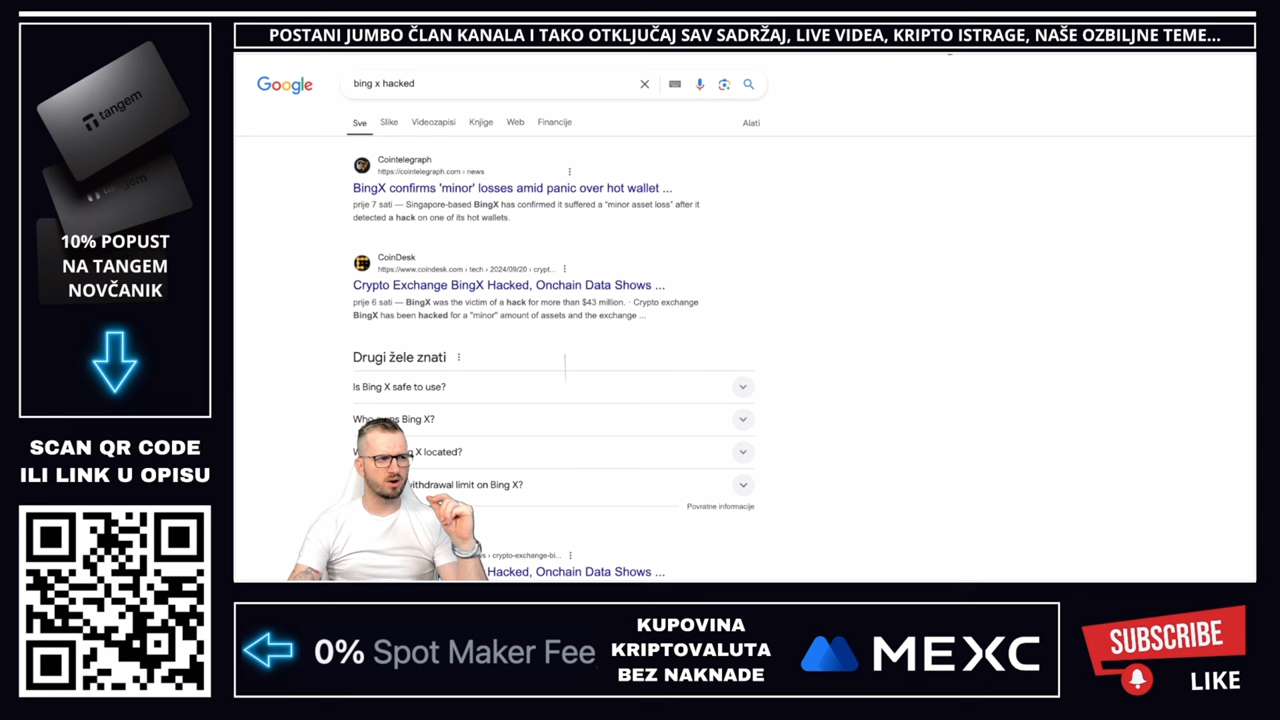 POSTANI JUMBO ČLAN KANALA I TAKO OTKLJUČAJ SAV SADRŽAJ, LIVE VIDEA, KRIPTO ISTRAGE, NAŠE OZBILJNE TEME...
tangem
tangem
10% POPUST
NA TANGEM
NOVČANIK
SCAN QR CODE
ILI LINK U OPISU
Google
bing x hacked
Sve Slike Videozapisi Knjige Web Financije Alati
Cointelegraph
https://cointelegraph.com › news
BingX confirms 'minor' losses amid panic over hot wallet ...
prije 7 sati — Singapore-based BingX has confirmed it suffered a "minor asset loss" after it
detected a hack on one of its hot wallets.
CoinDesk
https://www.coindesk.com › tech › 2024/09/20 › crypt...
Crypto Exchange BingX Hacked, Onchain Data Shows ...
prije 6 sati — BingX was the victim of a hack for more than $43 million. · Crypto exchange
BingX has been hacked for a "minor" amount of assets and the exchange ...
Drugi žele znati
Is Bing X safe to use?
Who owns Bing X?
X located?
withdrawal limit on Bing X?
Povratne informacije
› crypto-exchange-bi...
Hacked, Onchain Data Shows ...
0% Spot Maker Fee
KUPOVINA
KRIPTOVALUTA
BEZ NAKNADE
MEXC
SUBSCRIBE
LIKE